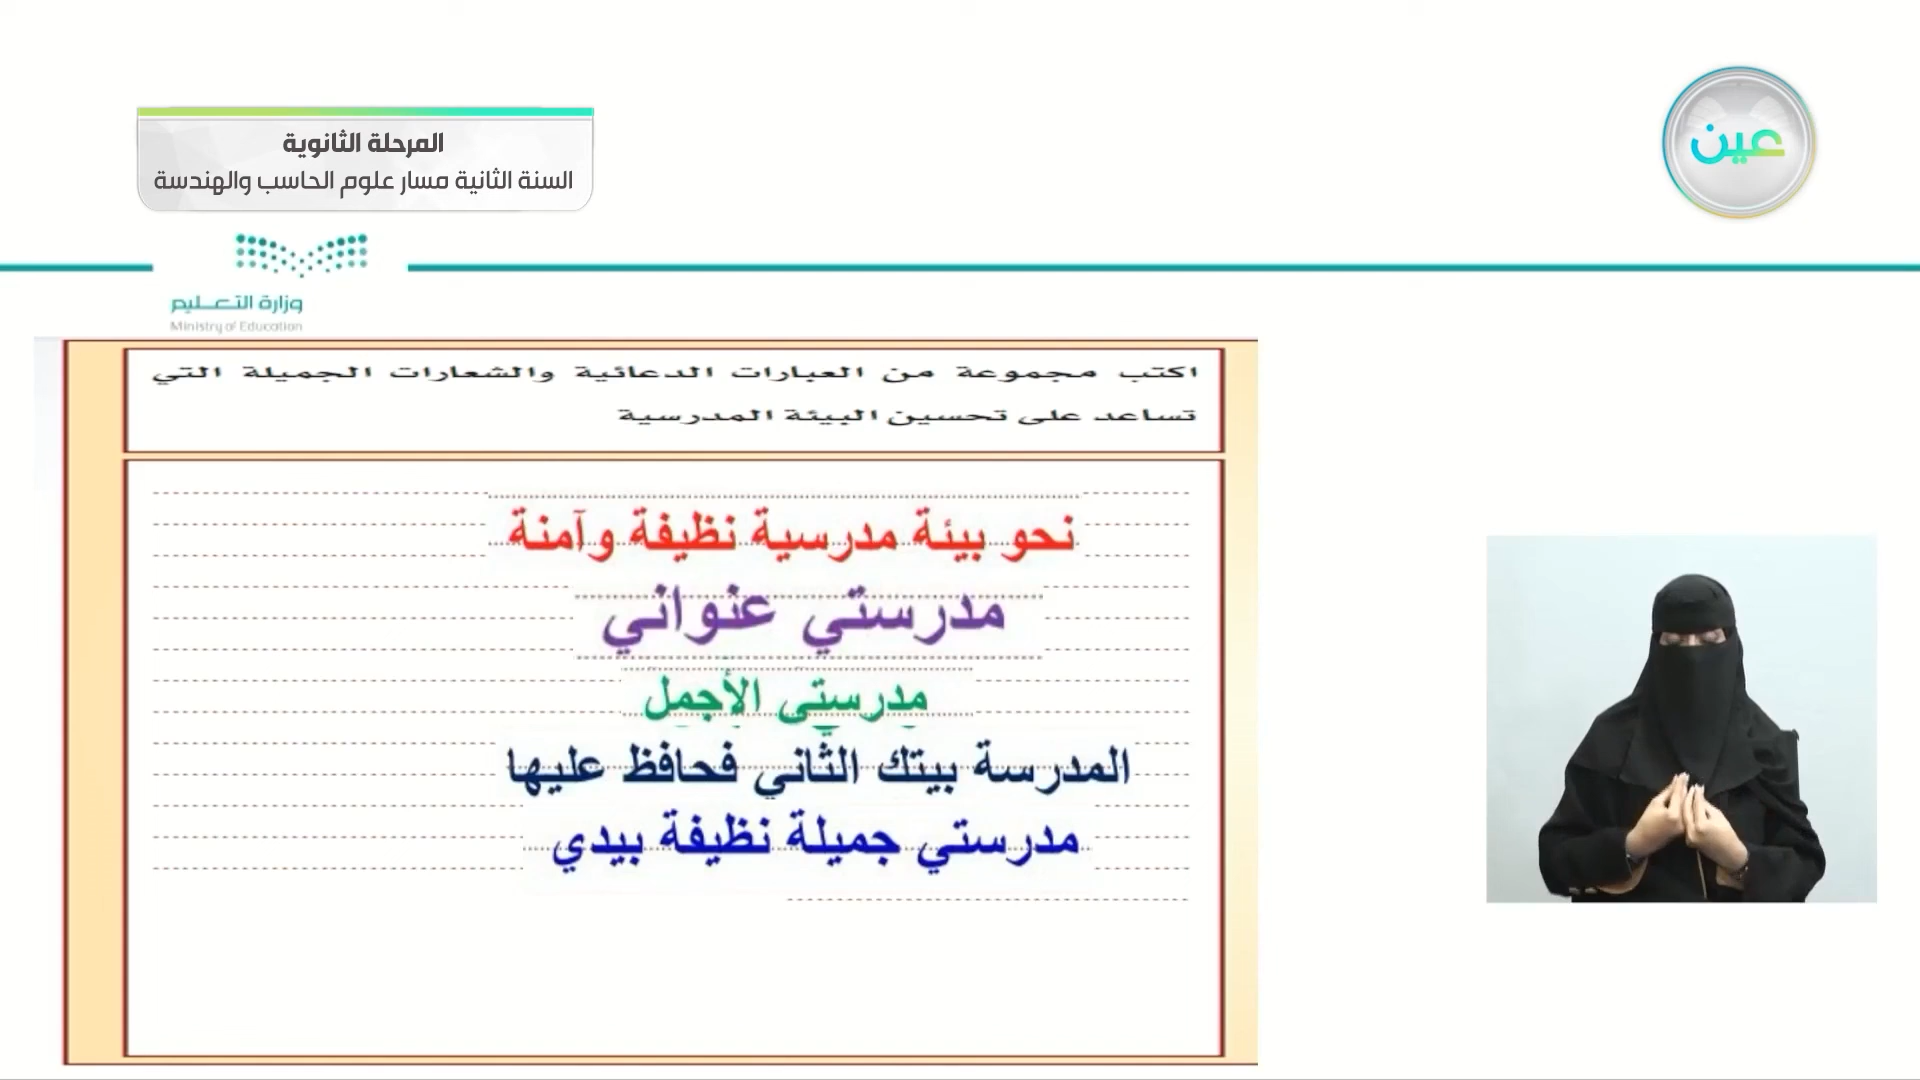 المرحلة الثانوية
السنة الثانية مسار علوم الحاسب والهندسة
عين
وزارة التعليم
Ministry of Education
اكتب مجموعة من العبارات الدعائية والشعارات الجميلة التي
تساعد على تحسين البيئة المدرسية
نحو بيئة مدرسية نظيفة وآمنة
مدرستي عنواني
مدرستي الأجمل
المدرسة بيتك الثاني فحافظ عليها
مدرستي جميلة نظيفة بيدي